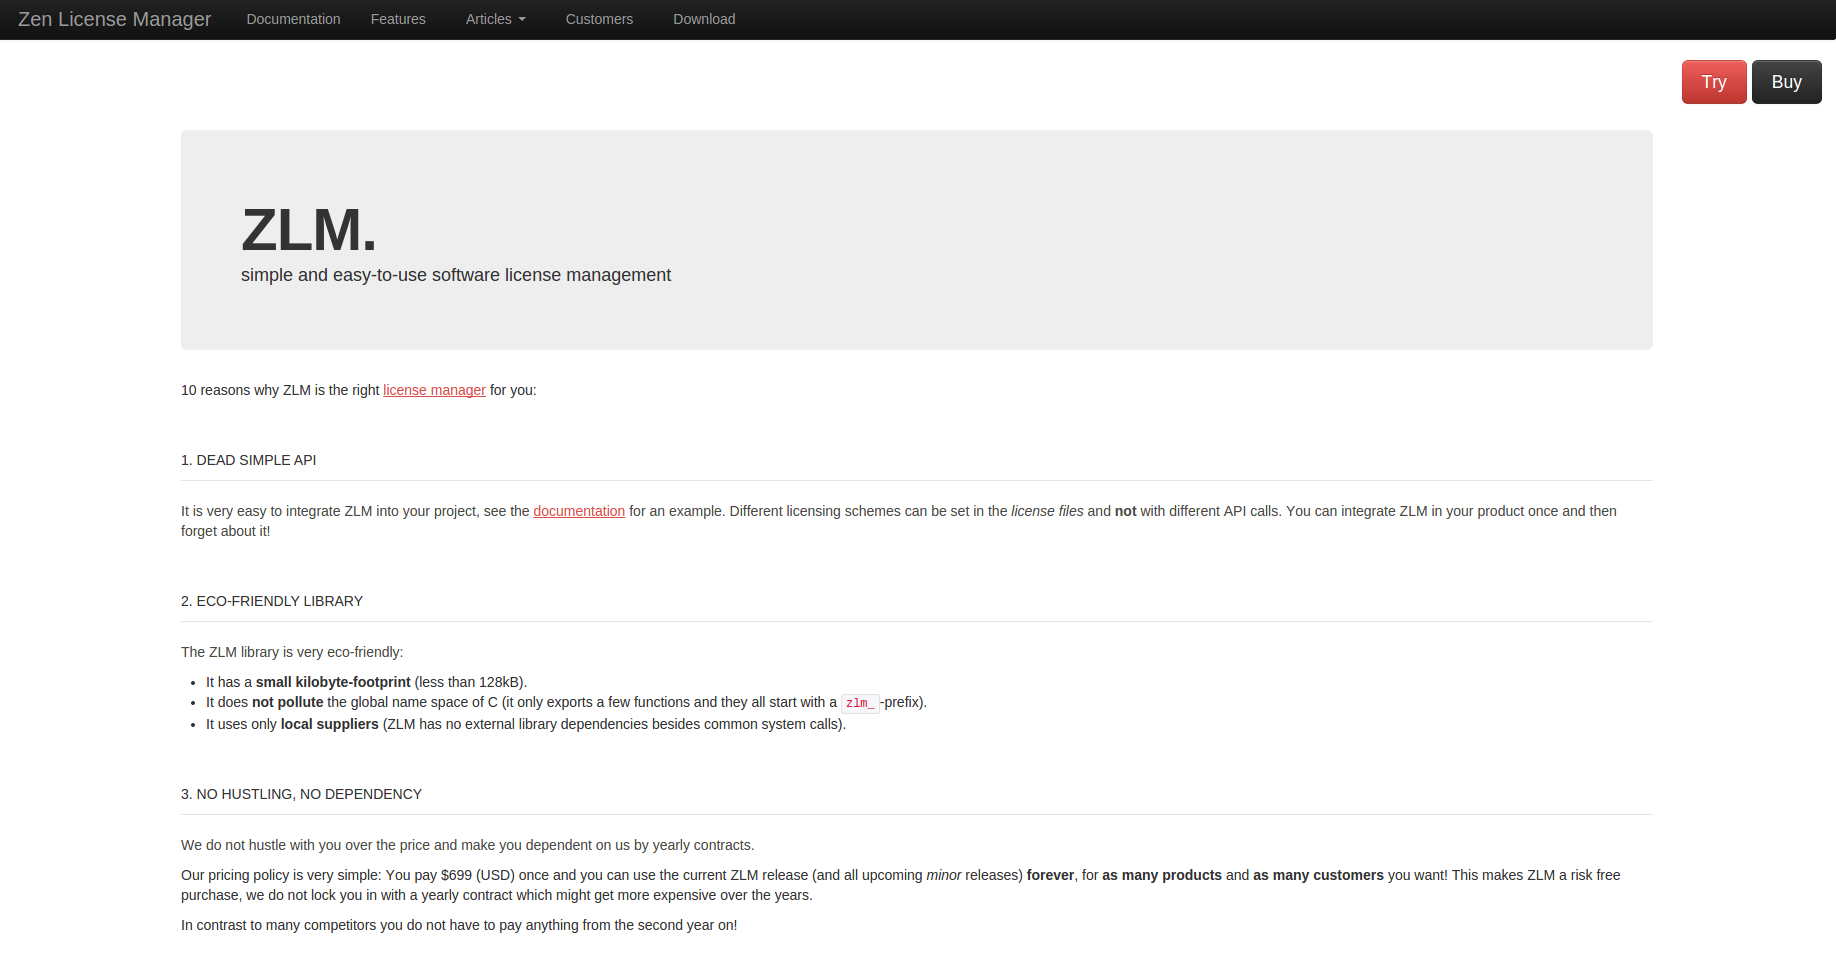 Zen License Manager Documentation Features Articles Customers Download
Try Buy
ZLM.
simple and easy-to-use software license management
10 reasons why ZLM is the right license manager for you:
1. DEAD SIMPLE API
It is very easy to integrate ZLM into your project, see the documentation for an example. Different licensing schemes can be set in the license files and not with different API calls. You can integrate ZLM in your product once and then
forget about it!
2. ECO-FRIENDLY LIBRARY
The ZLM library is very eco-friendly:
• It has a small kilobyte-footprint (less than 128kB).
• It does not pollute the global name space of C (it only exports a few functions and they all start with a zlm_-prefix).
• It uses only local suppliers (ZLM has no external library dependencies besides common system calls).
3. NO HUSTLING, NO DEPENDENCY
We do not hustle with you over the price and make you dependent on us by yearly contracts.
Our pricing policy is very simple: You pay $699 (USD) once and you can use the current ZLM release (and all upcoming minor releases) forever, for as many products and as many customers you want! This makes ZLM a risk free
purchase, we do not lock you in with a yearly contract which might get more expensive over the years.
In contrast to many competitors you do not have to pay anything from the second year on!